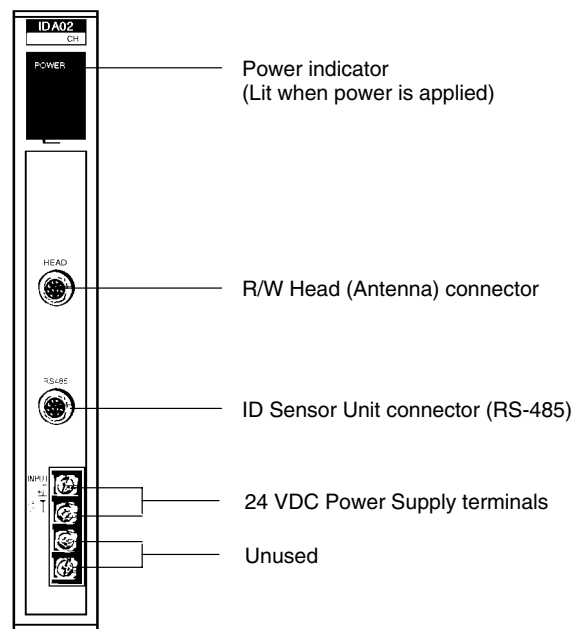 IDA02
CH
POWER
Power indicator
(Lit when power is applied)
HEAD
R/W Head (Antenna) connector
RS485
ID Sensor Unit connector (RS-485)
INPUT
24 VDC Power Supply terminals
Unused